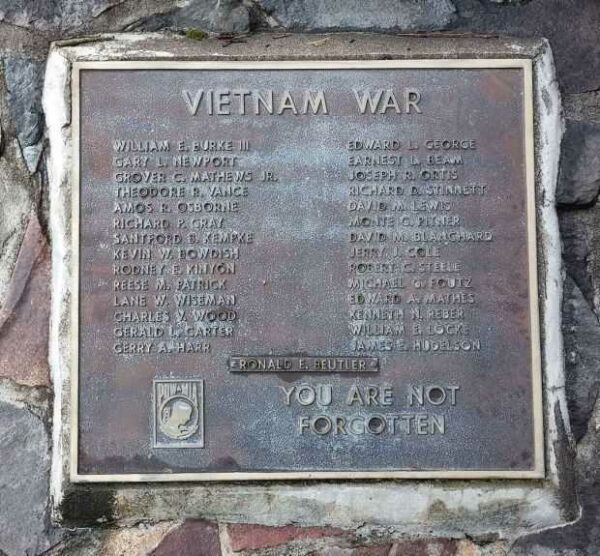 VIETNAM WAR
WILLIAM E. BURKE III
GARY L. NEWPORT
GROVER C. MATHEWS JR.
THEODORE R. VANCE
AMOS R. OSBORNE
RICHARD P. GRAY
SANTFORD B. KEMPKE
KEVIN W. BOWDISH
RODNEY E. KINYON
REESE M. PATRICK
LANE W. WISEMAN
CHARLES V. WOOD
GERALD L. CARTER
GERRY A. HARR
EDWARD L. GEORGE
EARNEST L. BEAM
JOSEPH R. ORTIS
RICHARD D. STINNETT
DAVID M. LEWIS
MONTE C. PITNER
DAVID M. BLANCHARD
JERRY J. COLE
ROBERT C. STEELE
MICHAEL G. FOUTZ
EDWARD A. MATHES
KENNETH N. REBER
WILLIAM E. LOCKE
JAMES E. HUDELSON
RONALD E. BEUTLER
POW MIA
YOU ARE NOT
FORGOTTEN